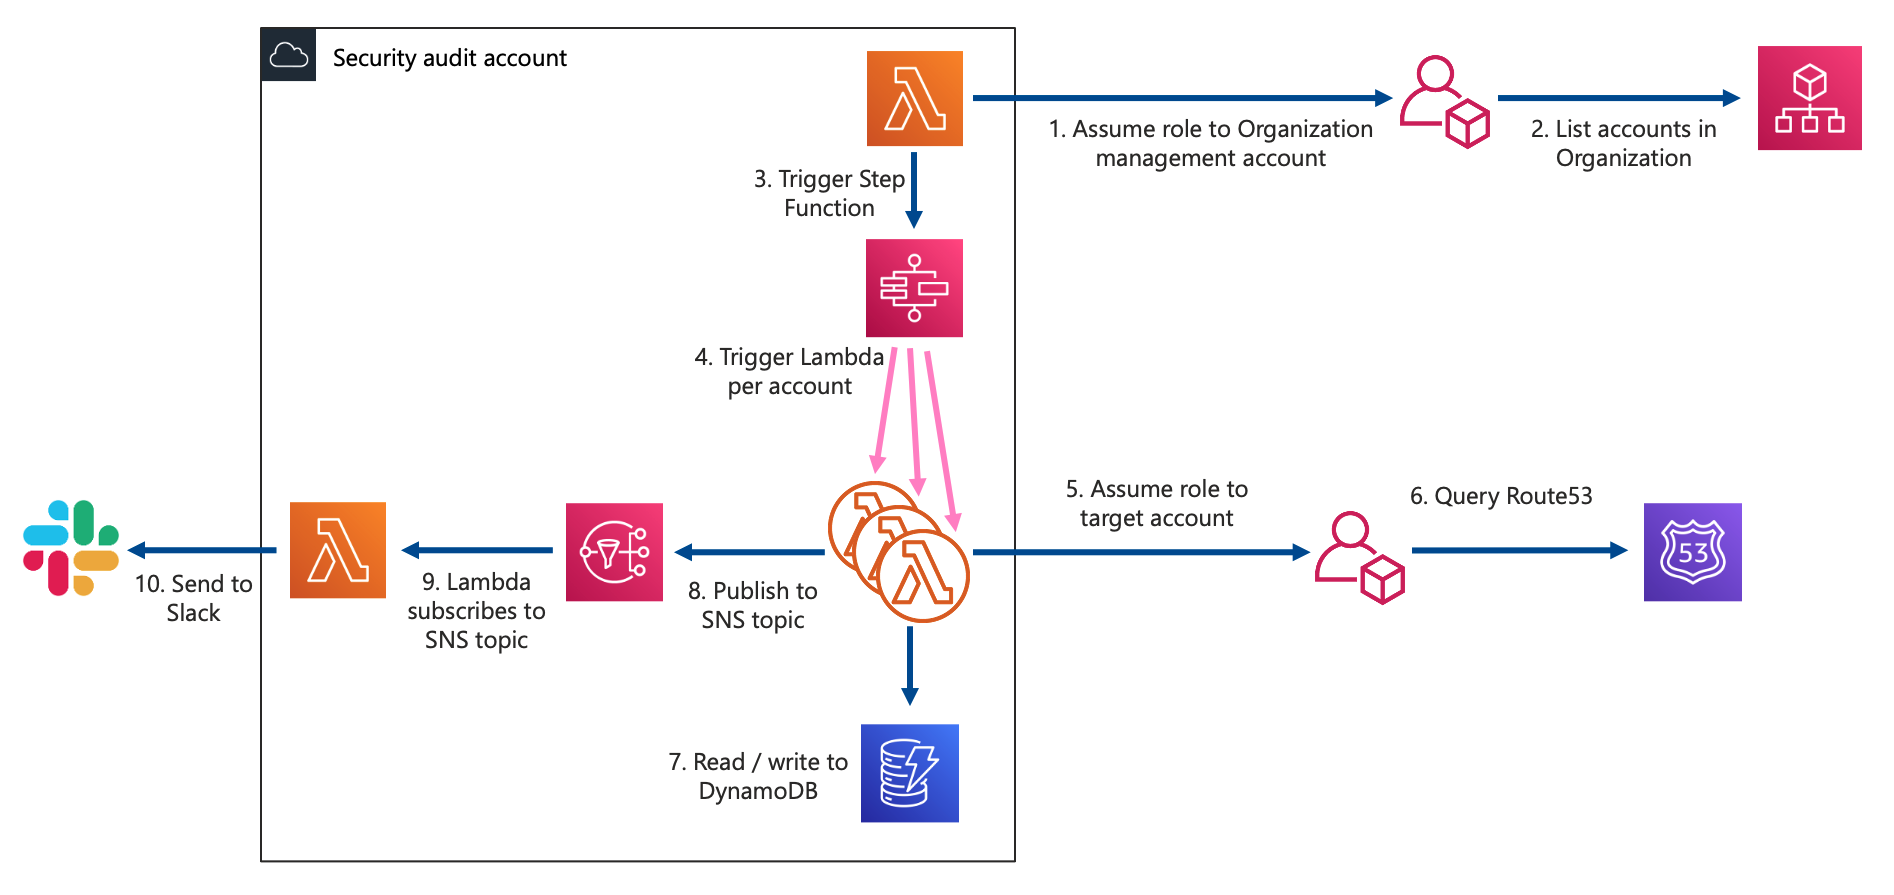 Security audit account
1. Assume role to Organization
management account
2. List accounts in
Organization
3. Trigger Step
Function
4. Trigger Lambda
per account
5. Assume role to
target account
6. Query Route53
53
10. Send to
Slack
9. Lambda
subscribes to
SNS topic
8. Publish to
SNS topic
7. Read / write to
DynamoDB